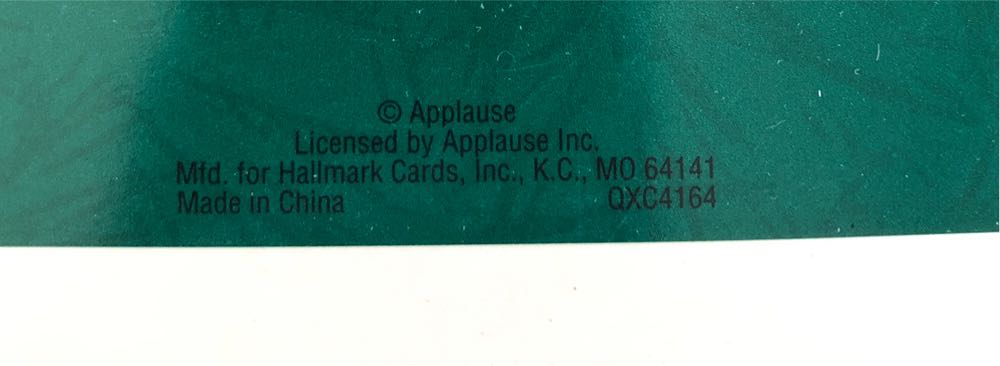 © Applause
Licensed by Applause Inc.
Mfd. for Hallmark Cards, Inc., K.C., MO 64141
Made in China QXC4164